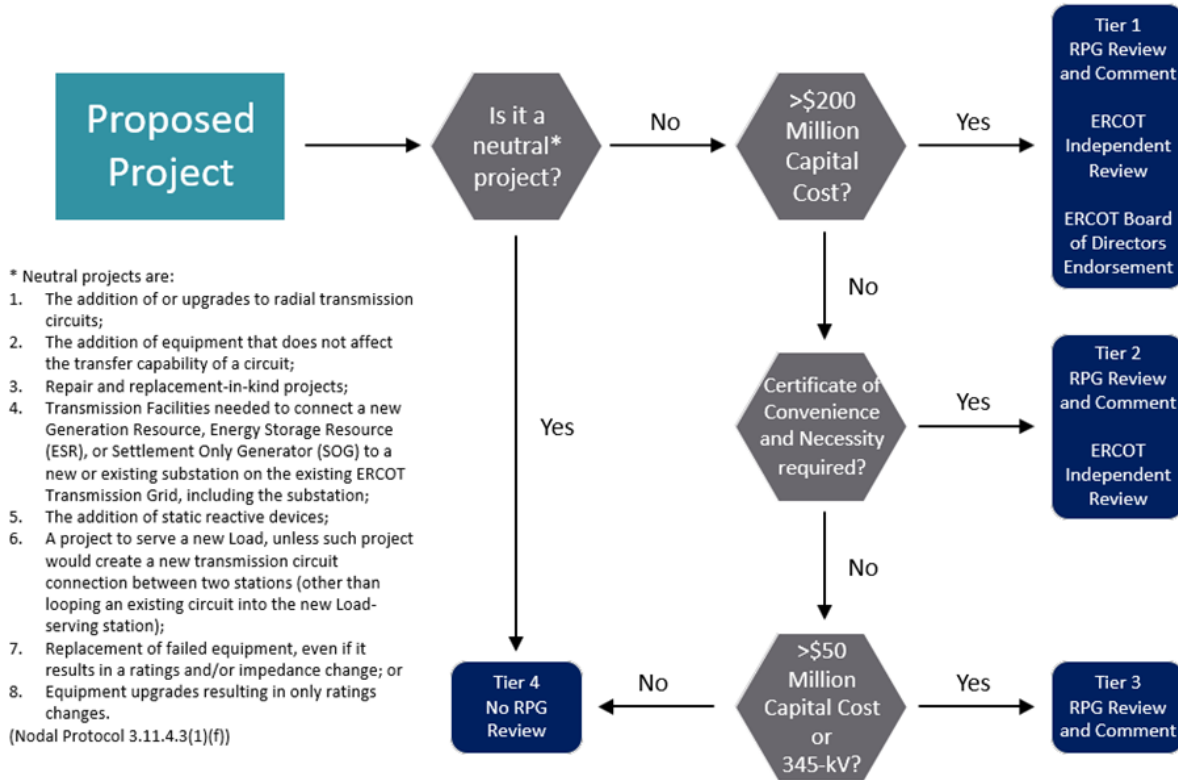 Proposed
Project
Is it a
neutral*
project?
No
>$200
Million
Capital
Cost?
Yes
Tier 1
RPG Review
and Comment
ERCOT
Independent
Review
ERCOT Board
of Directors
Endorsement
* Neutral projects are:
1. The addition of or upgrades to radial transmission
circuits;
2. The addition of equipment that does not affect
the transfer capability of a circuit;
3. Repair and replacement-in-kind projects;
4. Transmission Facilities needed to connect a new
Generation Resource, Energy Storage Resource
(ESR), or Settlement Only Generator (SOG) to a
new or existing substation on the existing ERCOT
Transmission Grid, including the substation;
5. The addition of static reactive devices;
6. A project to serve a new Load, unless such project
would create a new transmission circuit
connection between two stations (other than
looping an existing circuit into the new Load-
serving station);
7. Replacement of failed equipment, even if it
results in a ratings and/or impedance change; or
8. Equipment upgrades resulting in only ratings
changes.
(Nodal Protocol 3.11.4.3(1)(f))
Yes
No
Certificate of
Convenience
and Necessity
required?
Yes
Tier 2
RPG Review
and Comment
ERCOT
Independent
Review
No
Tier 4
No RPG
Review
No
>$50
Million
Capital Cost
or
345-kV?
Yes
Tier 3
RPG Review
and Comment